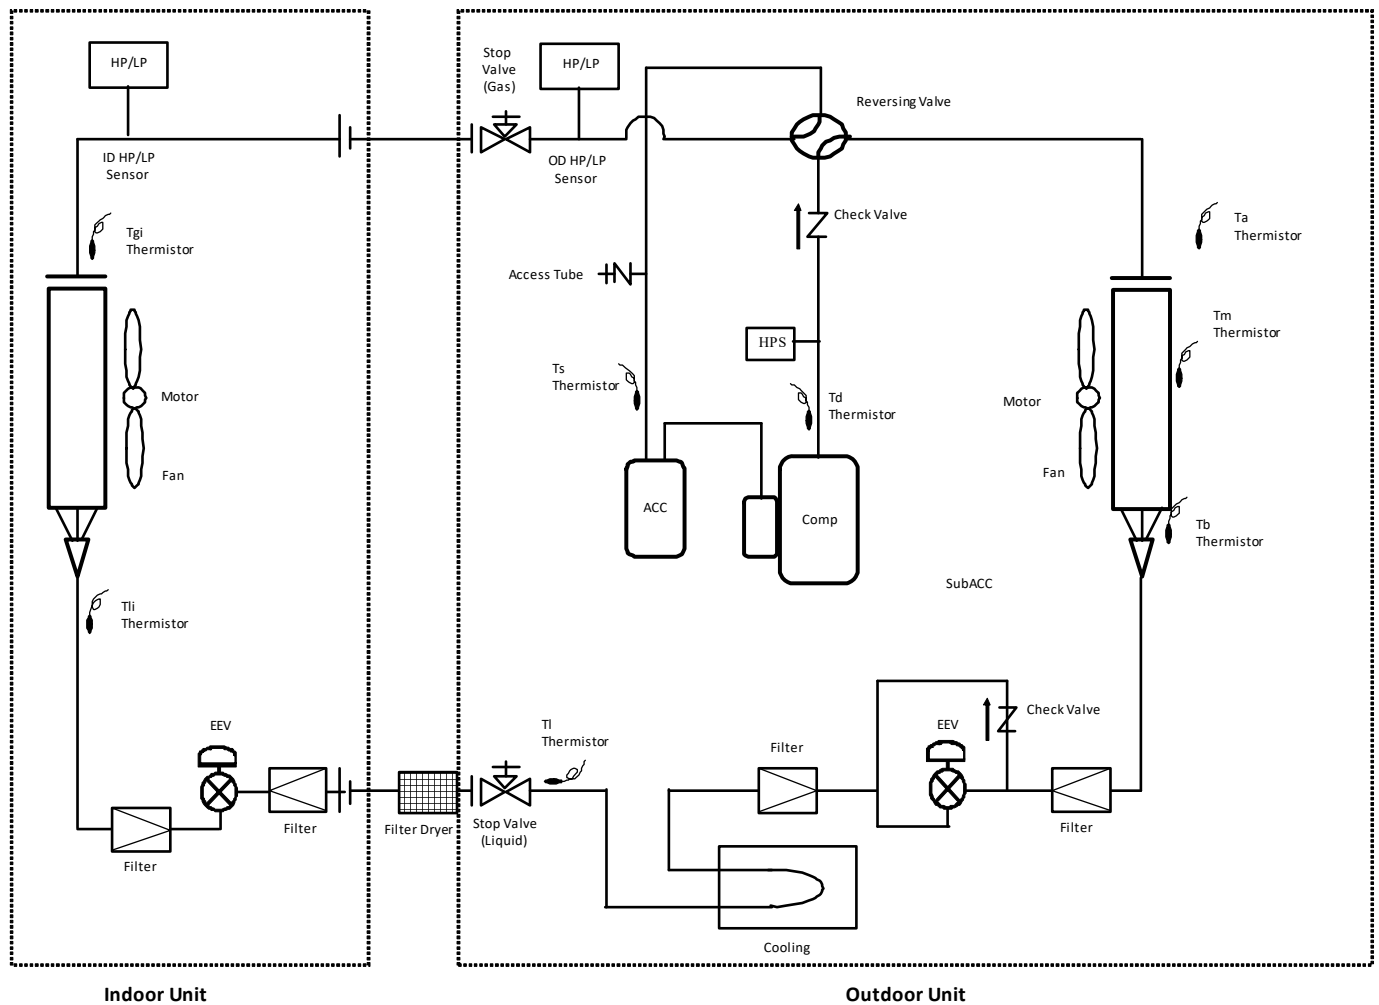 HP/LP
ID HP/LP
Sensor
Tgi
Thermistor
Motor
Fan
Tli
Thermistor
EEV
Filter
Filter
Filter Dryer
Stop
Valve
(Gas)
HP/LP
OD HP/LP
Sensor
Reversing Valve
Check Valve
Access Tube
HPS
Ts
Thermistor
Td
Thermistor
ACC
Comp
Ta
Thermistor
Tm
Thermistor
Motor
Fan
Tb
Thermistor
SubACC
Tl
Thermistor
Stop Valve
(Liquid)
Filter
EEV
Check Valve
Filter
Cooling
Indoor Unit
Outdoor Unit